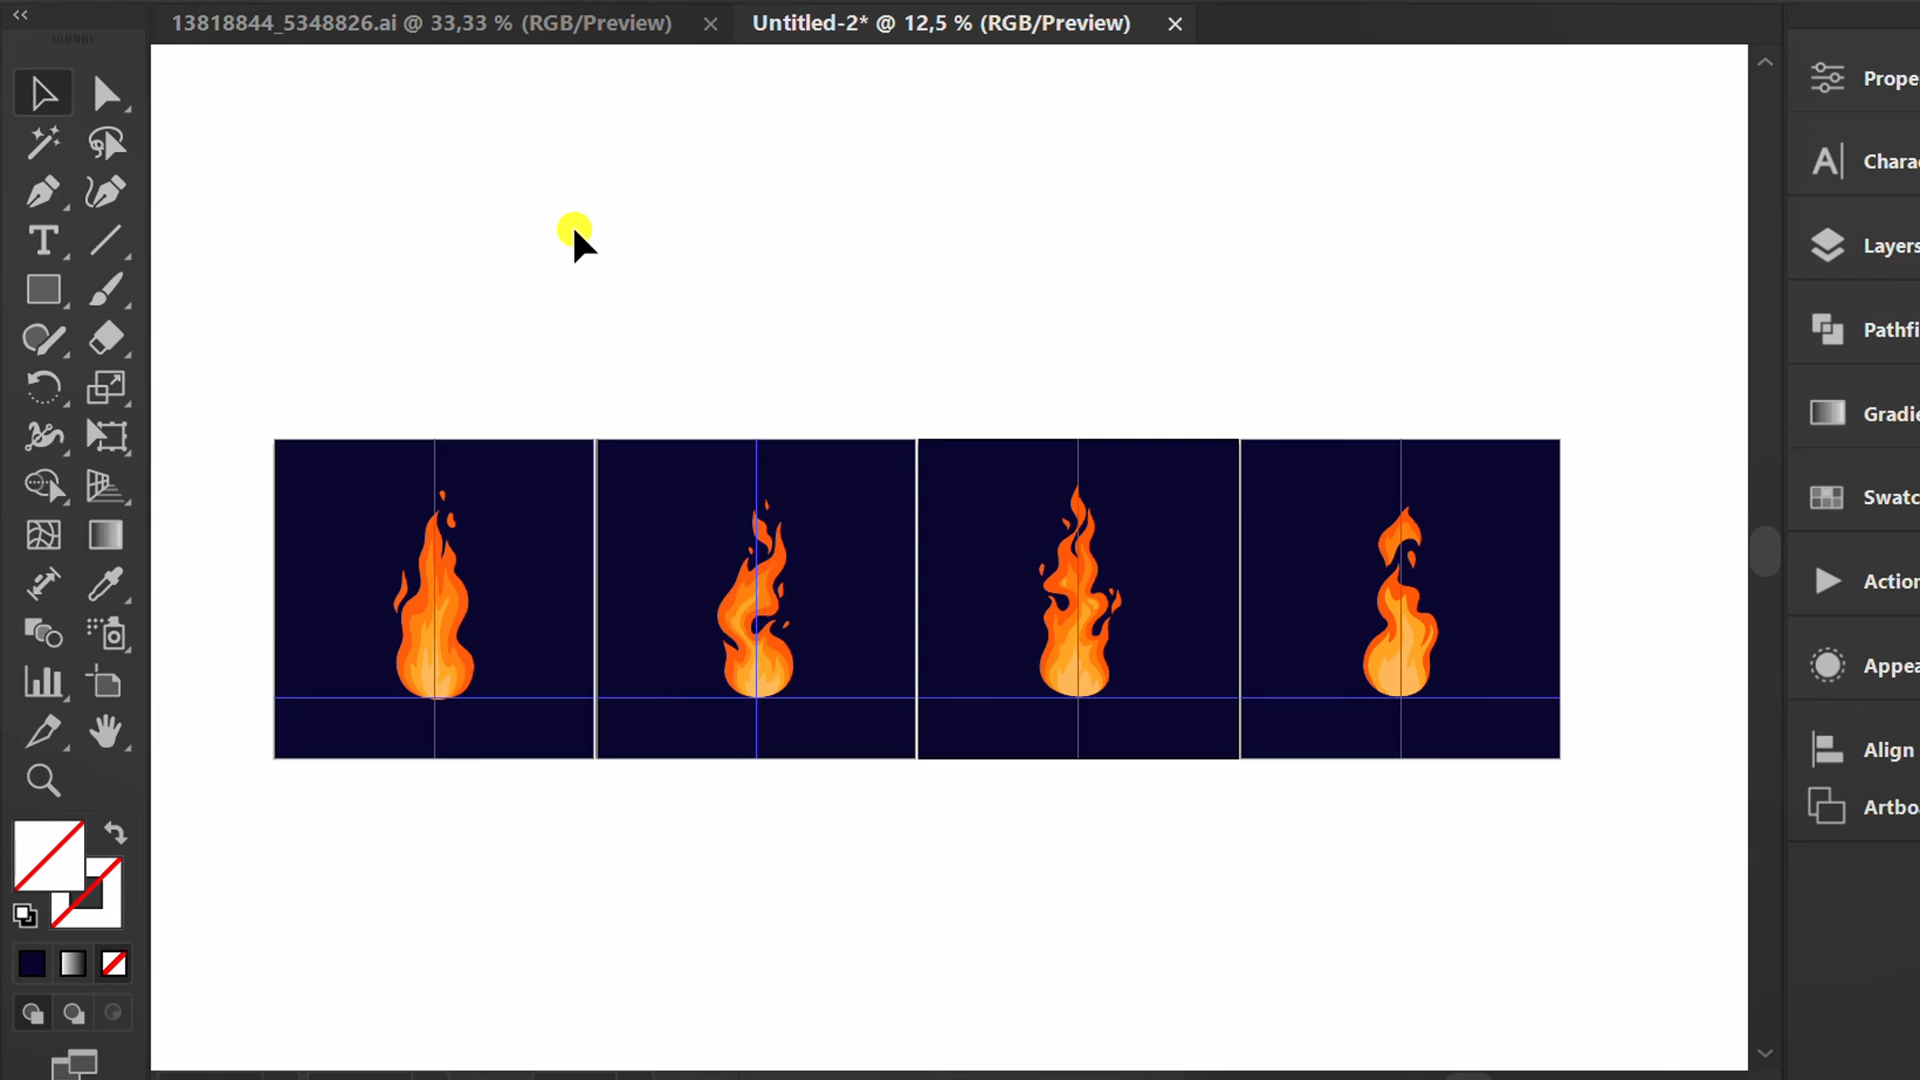 13818844_5348826.ai @ 33,33 % (RGB/Preview)
Untitled-2* @ 12,5 % (RGB/Preview)
Prope
Charac
Layers
Pathfi
Gradie
Swatc
Action
Appea
Align
Artbo